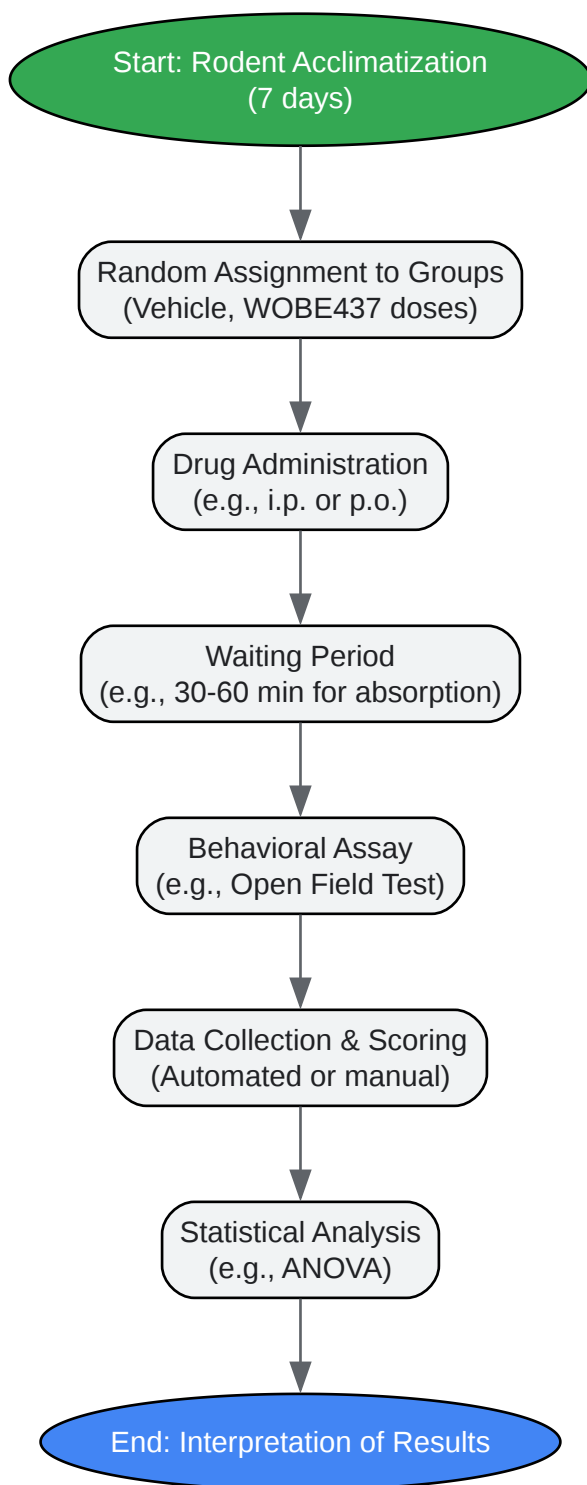 Start: Rodent Acclimatization
(7 days)
Random Assignment to Groups
(Vehicle, WOBE437 doses)
Drug Administration
(e.g., i.p. or p.o.)
Waiting Period
(e.g., 30-60 min for absorption)
Behavioral Assay
(e.g., Open Field Test)
Data Collection & Scoring
(Automated or manual)
Statistical Analysis
(e.g., ANOVA)
End: Interpretation of Results